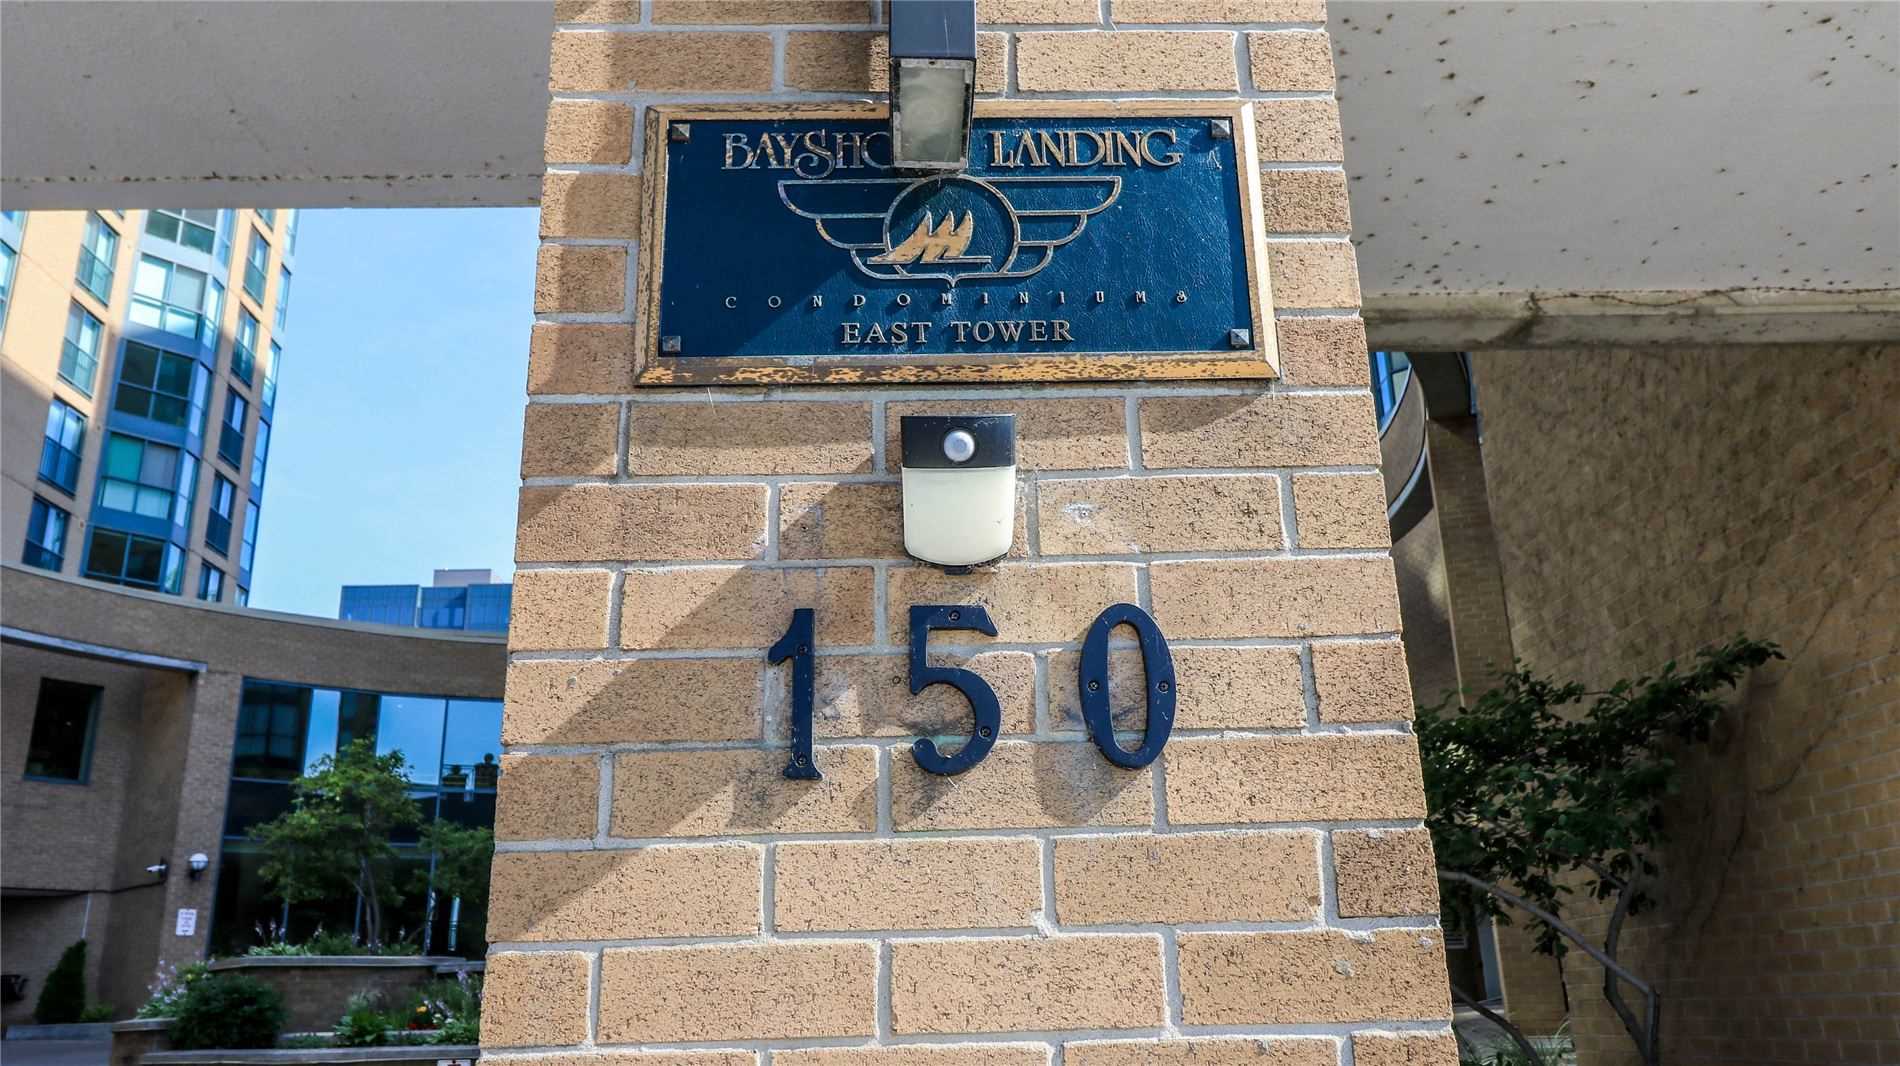 BAYSHO LANDING
CONDOMINIUMS
EAST TOWER
150